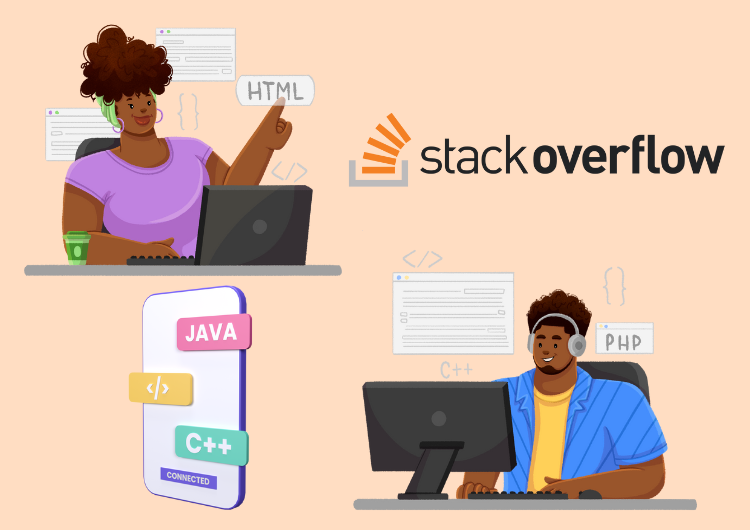 HTML
{ }
</>
stackoverflow
</>
{ }
PHP
C++
JAVA
</>
C++
CONNECTED